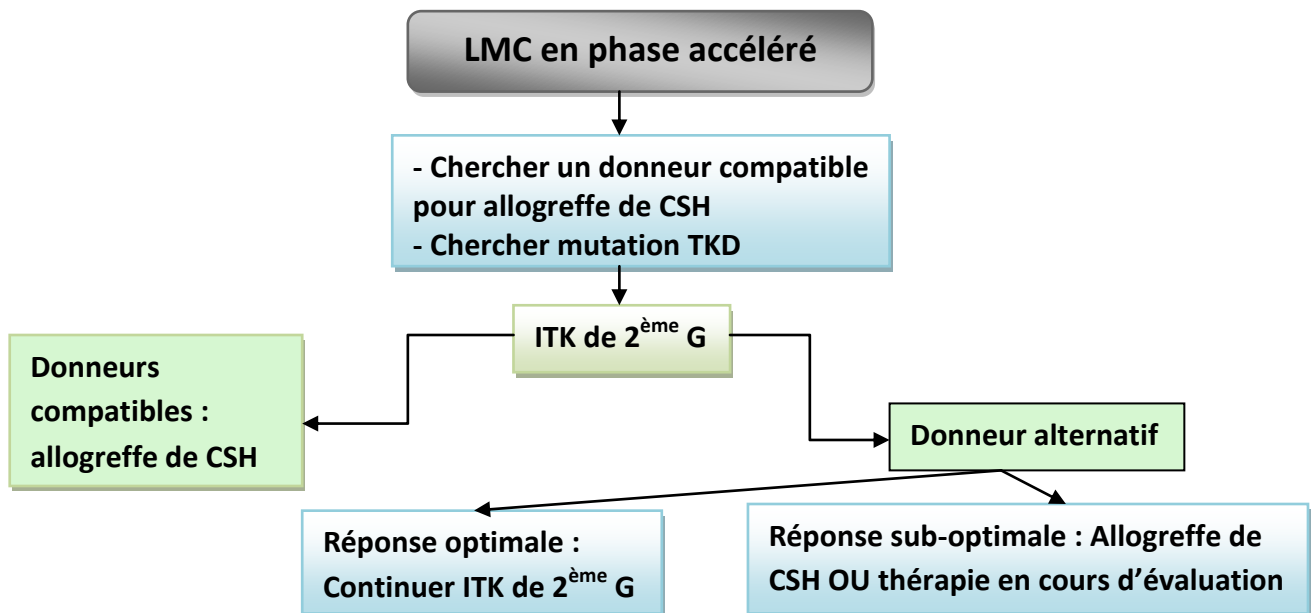 LMC en phase accéléré
- Chercher un donneur compatible
pour allogreffe de CSH
- Chercher mutation TKD
ITK de 2ème G
Donneurs
compatibles :
allogreffe de CSH
Donneur alternatif
Réponse optimale :
Continuer ITK de 2ème G
Réponse sub-optimale : Allogreffe de
CSH OU thérapie en cours d’évaluation